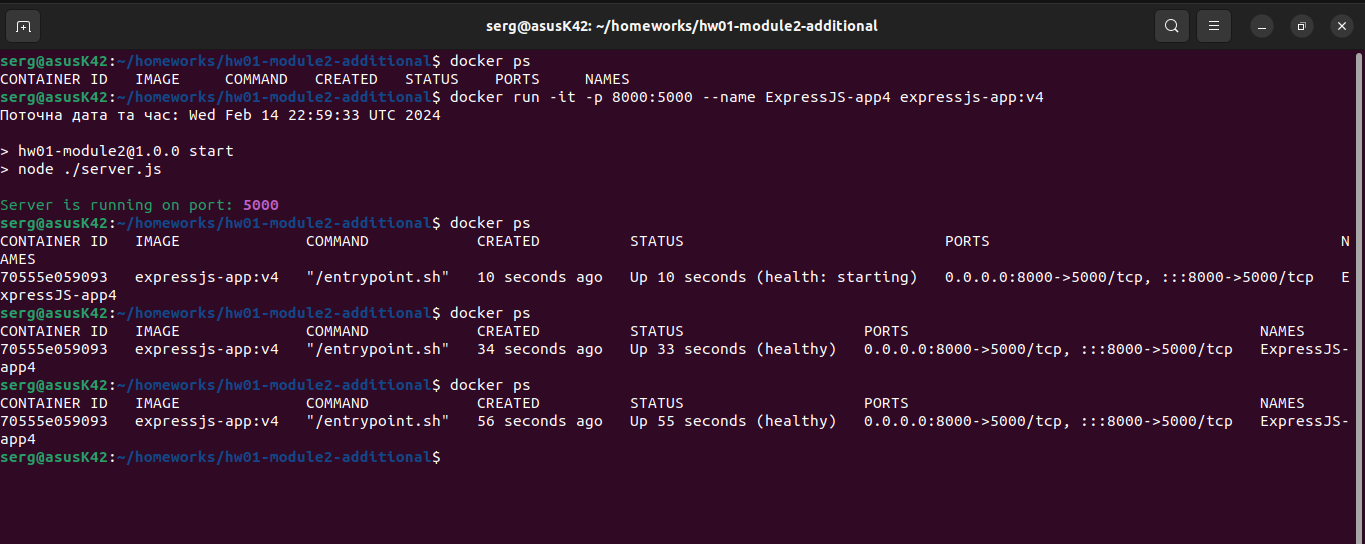 serg@asusK42: ~/homeworks/hw01-module2-additional
serg@asusK42:~/homeworks/hw01-module2-additional$ docker ps
CONTAINER ID   IMAGE     COMMAND   CREATED   STATUS    PORTS     NAMES
serg@asusK42:~/homeworks/hw01-module2-additional$ docker run -it -p 8000:5000 --name ExpressJS-app4 expressjs-app:v4
Поточна дата та час: Wed Feb 14 22:59:33 UTC 2024
> hw01-module2@1.0.0 start
> node ./server.js
Server is running on port: 5000
serg@asusK42:~/homeworks/hw01-module2-additional$ docker ps
CONTAINER ID   IMAGE              COMMAND            CREATED          STATUS                             PORTS                                       N
AMES
70555e059093   expressjs-app:v4   "/entrypoint.sh"   10 seconds ago   Up 10 seconds (health: starting)   0.0.0.0:8000->5000/tcp, :::8000->5000/tcp   E
xpressJS-app4
serg@asusK42:~/homeworks/hw01-module2-additional$ docker ps
CONTAINER ID   IMAGE              COMMAND            CREATED          STATUS                    PORTS                                       NAMES
70555e059093   expressjs-app:v4   "/entrypoint.sh"   34 seconds ago   Up 33 seconds (healthy)   0.0.0.0:8000->5000/tcp, :::8000->5000/tcp   ExpressJS-
app4
serg@asusK42:~/homeworks/hw01-module2-additional$ docker ps
CONTAINER ID   IMAGE              COMMAND            CREATED          STATUS                    PORTS                                       NAMES
70555e059093   expressjs-app:v4   "/entrypoint.sh"   56 seconds ago   Up 55 seconds (healthy)   0.0.0.0:8000->5000/tcp, :::8000->5000/tcp   ExpressJS-
app4
serg@asusK42:~/homeworks/hw01-module2-additional$